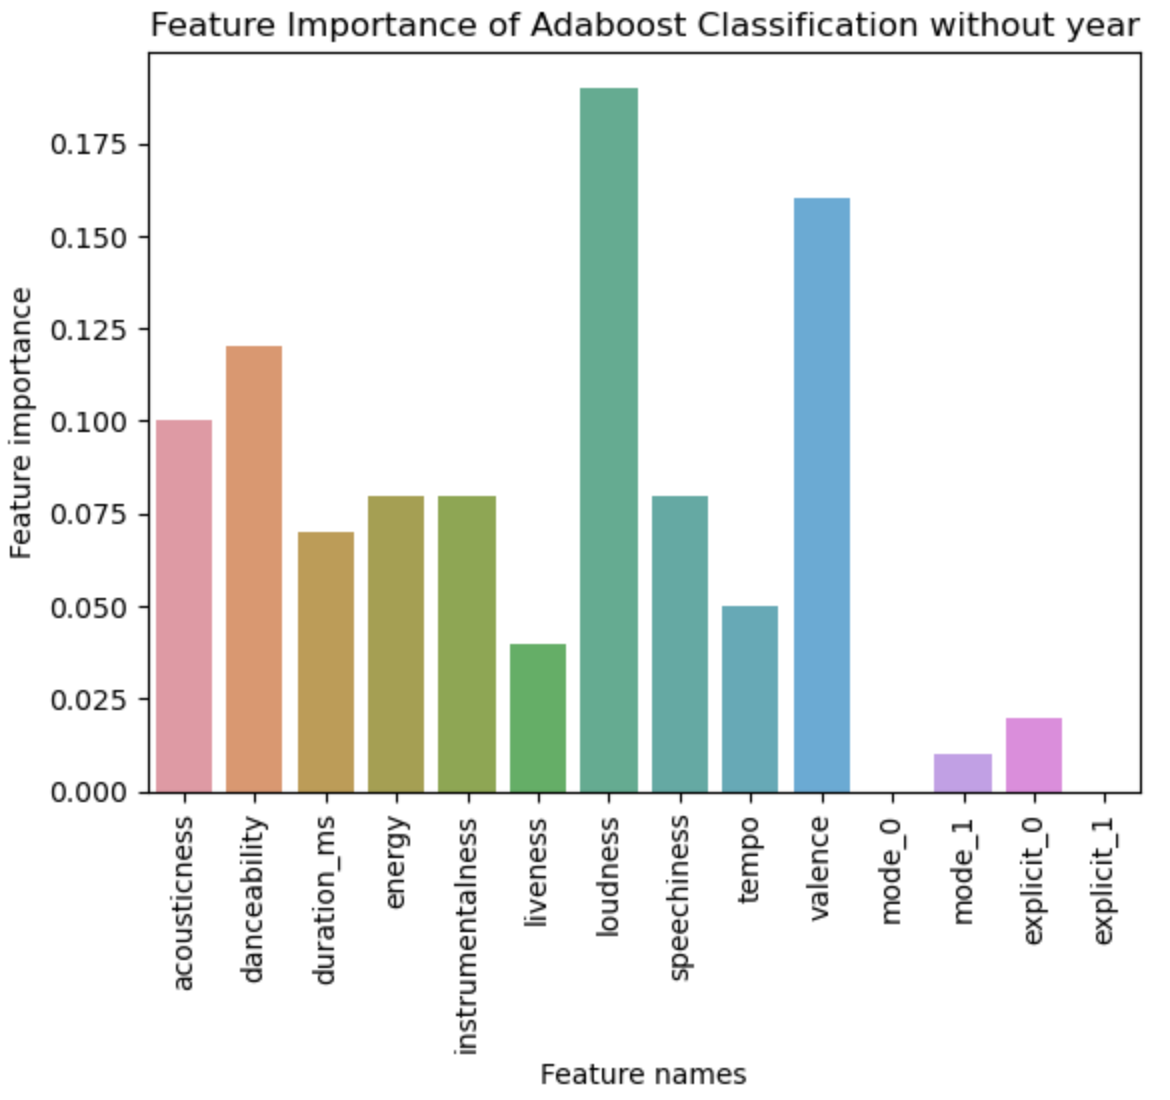 Feature Importance of Adaboost Classification without year
0.175
0.150
0.125
0.100
0.075
0.050
0.025
0.000
Feature importance
acousticness
danceability
duration_ms
energy
instrumentalness
liveness
loudness
speechiness
tempo
valence
mode_0
mode_1
explicit_0
explicit_1
Feature names